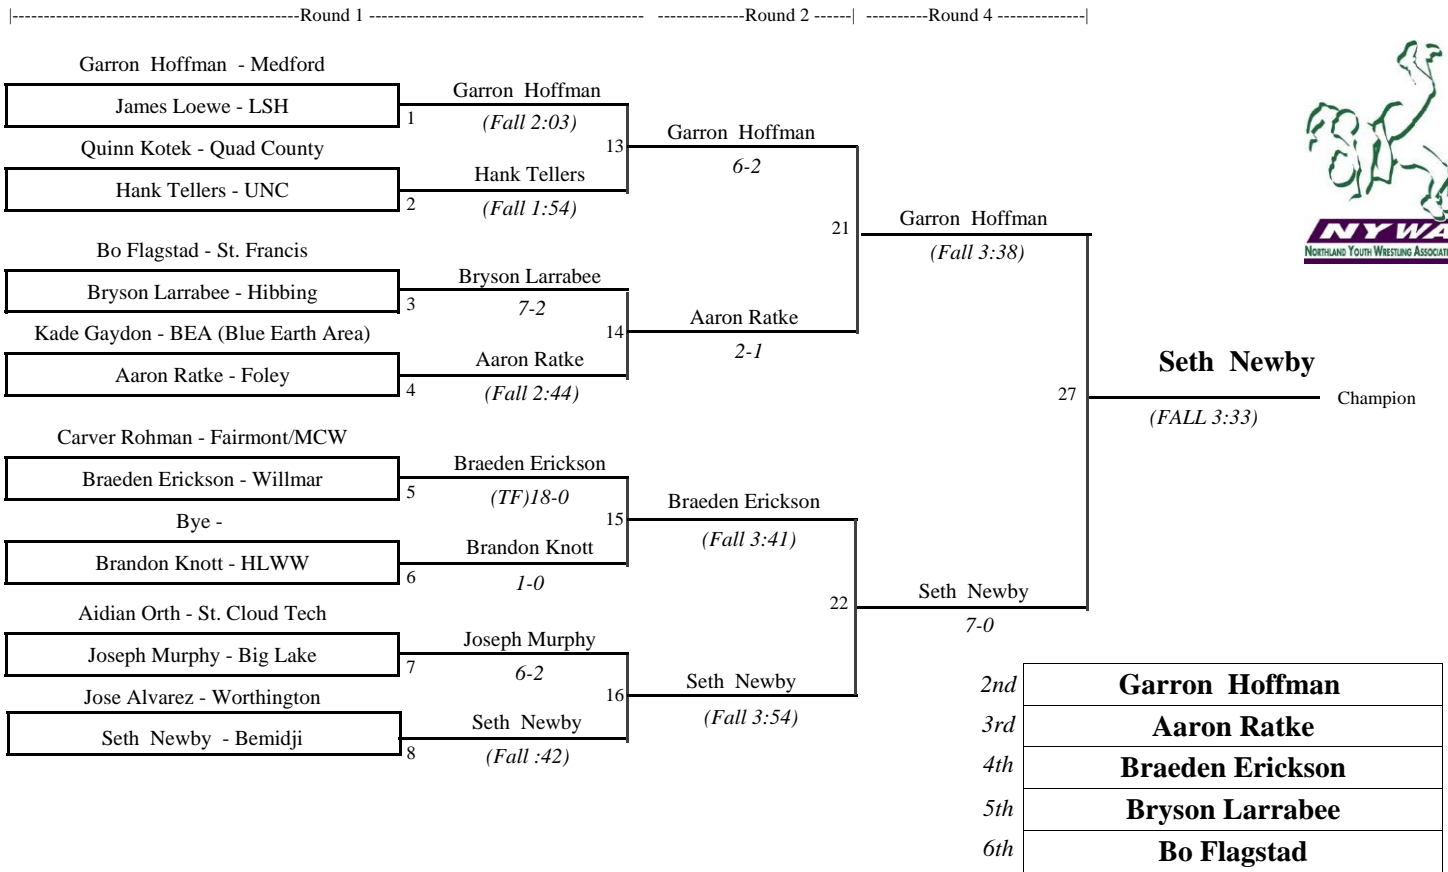 |----------------------------------------------Round 1 -------------------------------------------- --------------Round 2 ------| ----------Round 4 --------------|
Garron Hoffman - Medford
James Loewe - LSH
1
Garron Hoffman
(Fall 2:03)
Quinn Kotek - Quad County
Hank Tellers - UNC
2
Hank Tellers
(Fall 1:54)
13
Garron Hoffman
6-2
Bo Flagstad - St. Francis
Bryson Larrabee - Hibbing
3
Bryson Larrabee
7-2
Kade Gaydon - BEA (Blue Earth Area)
Aaron Ratke - Foley
4
Aaron Ratke
(Fall 2:44)
14
Aaron Ratke
2-1
21
Garron Hoffman
(Fall 3:38)
Carver Rohman - Fairmont/MCW
Braeden Erickson - Willmar
5
Braeden Erickson
(TF)18-0
Bye -
Brandon Knott - HLWW
6
Brandon Knott
1-0
15
Braeden Erickson
(Fall 3:41)
Aidian Orth - St. Cloud Tech
Joseph Murphy - Big Lake
7
Joseph Murphy
6-2
Jose Alvarez - Worthington
Seth Newby - Bemidji
8
Seth Newby
(Fall :42)
16
Seth Newby
(Fall 3:54)
22
Seth Newby
7-0
27
Seth Newby
(FALL 3:33)
Champion
NYWA
NORTHLAND YOUTH WRESTLING
2nd Garron Hoffman
3rd Aaron Ratke
4th Braeden Erickson
5th Bryson Larrabee
6th Bo Flagstad